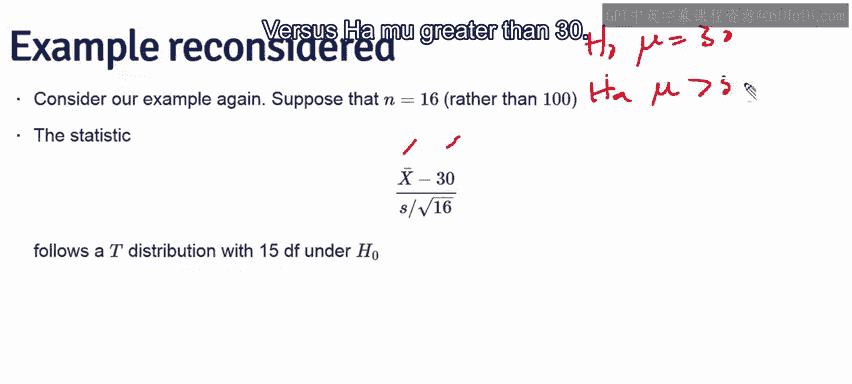 Versus Ha mu greater than 30.
Example reconsidered
H₀ μ = 30
Ha μ >
· Consider our example again. Suppose that n = 16 (rather than 100)
· The statistic
X̄ − 30
s/√16
follows a T distribution with 15 df under H₀